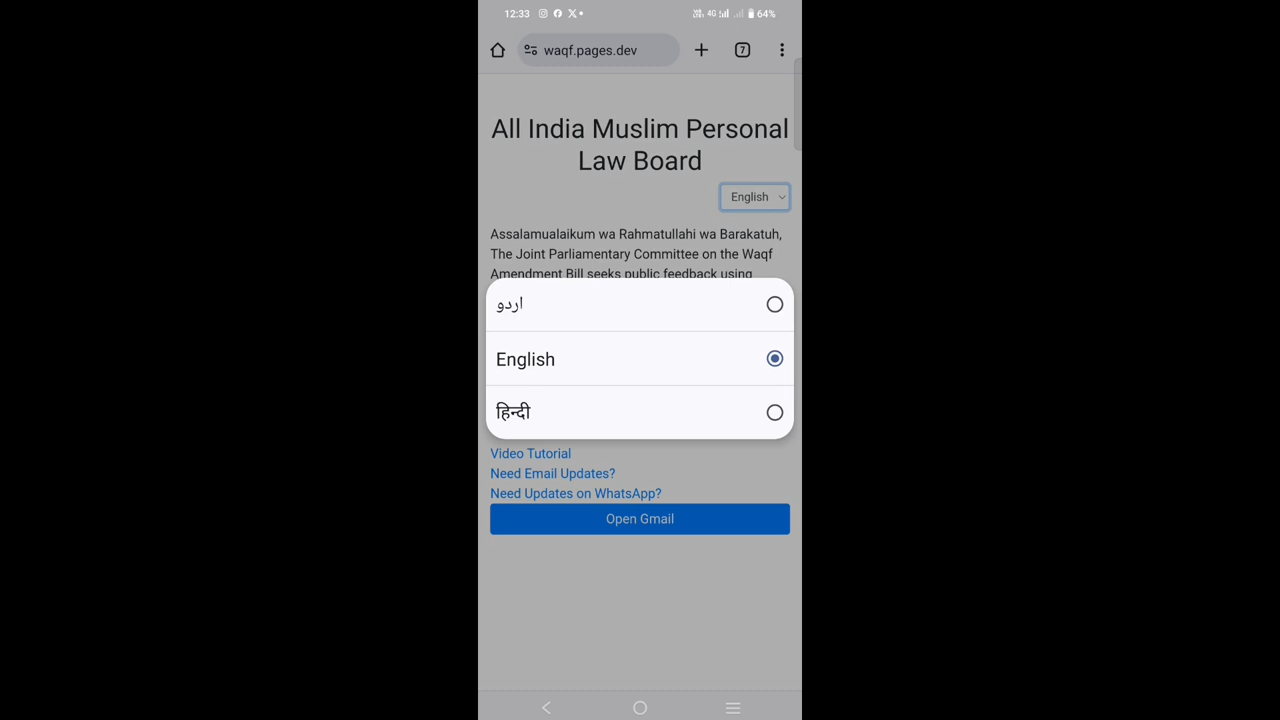 12:33
4G
64%
waqf.pages.dev
7
All India Muslim Personal
Law Board
English
Assalamualaikum wa Rahmatullahi wa Barakatuh,
The Joint Parliamentary Committee on the Waqf
Amendment Bill seeks public feedback using
اردو
English
हिन्दी
Video Tutorial
Need Email Updates?
Need Updates on WhatsApp?
Open Gmail